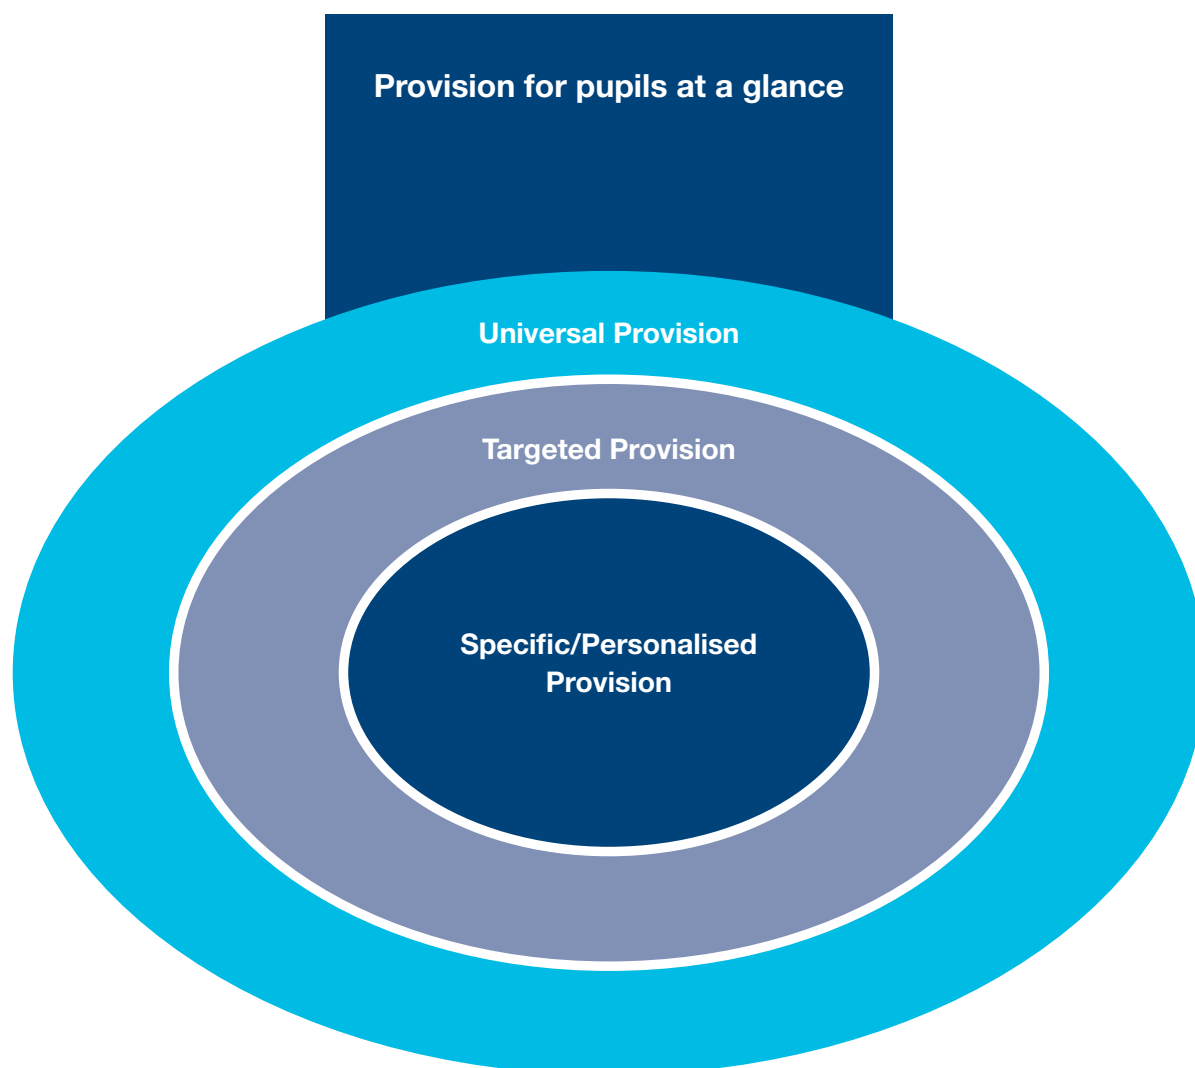 Provision for pupils at a glance
Universal Provision
Targeted Provision
Specific/Personalised
Provision